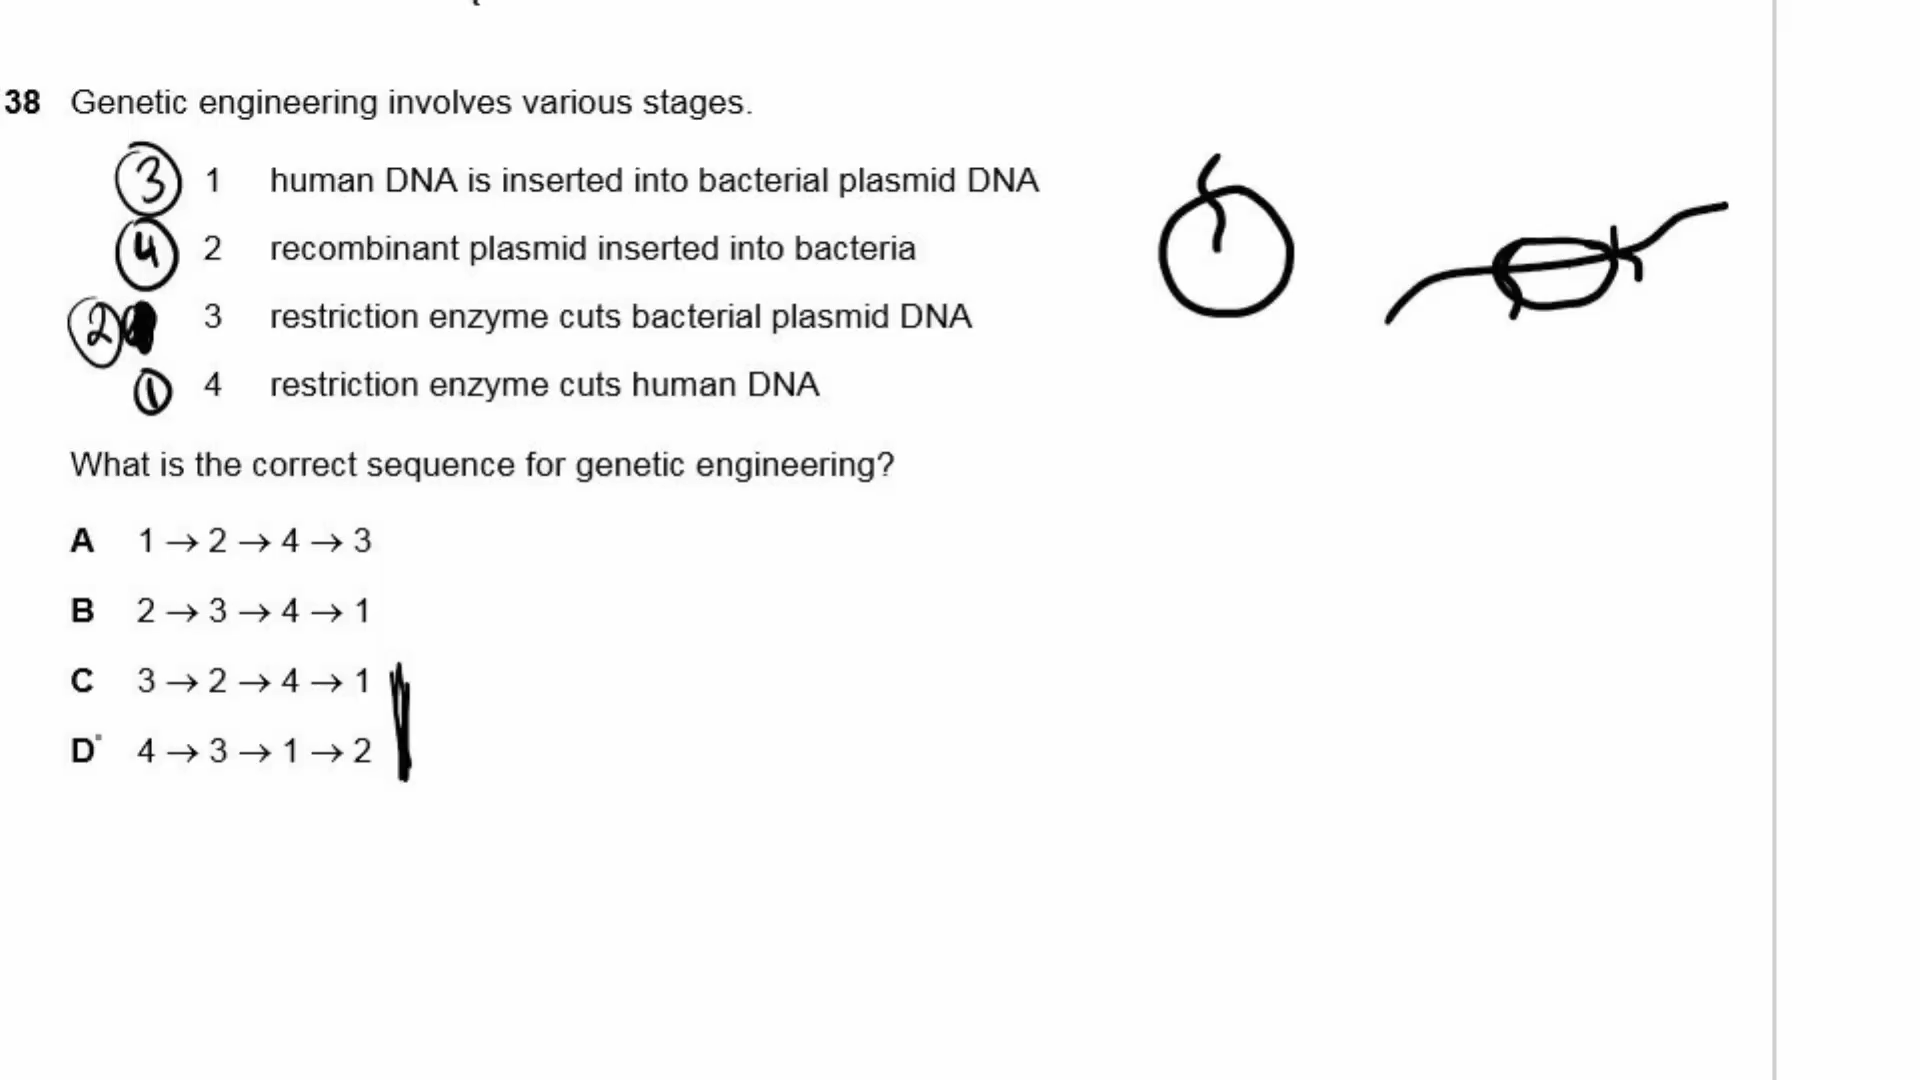 38 Genetic engineering involves various stages.
③ 1 human DNA is inserted into bacterial plasmid DNA
④ 2 recombinant plasmid inserted into bacteria
② 3 restriction enzyme cuts bacterial plasmid DNA
① 4 restriction enzyme cuts human DNA
What is the correct sequence for genetic engineering?
A 1 → 2 → 4 → 3
B 2 → 3 → 4 → 1
C 3 → 2 → 4 → 1
D 4 → 3 → 1 → 2